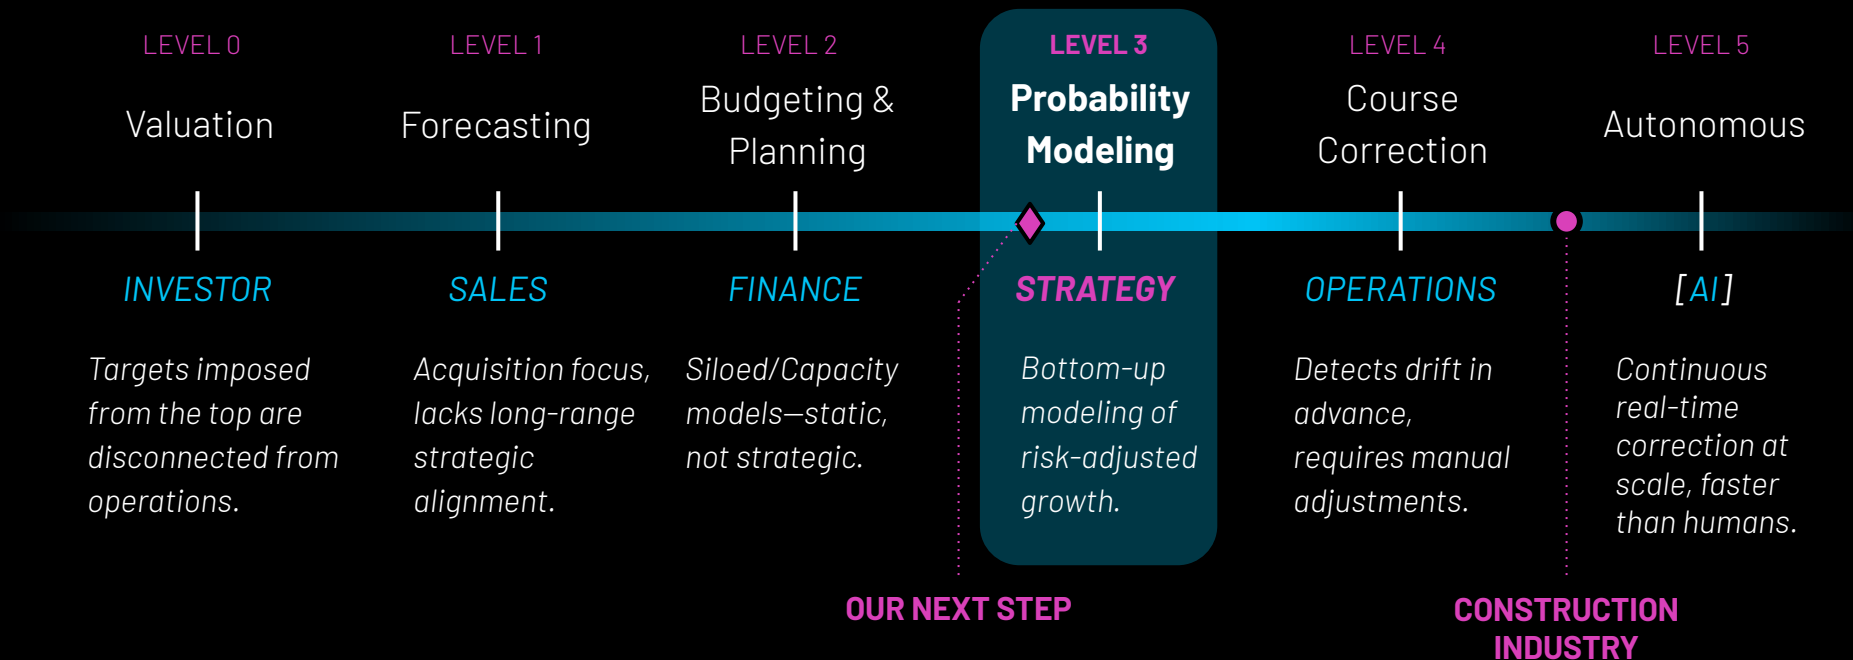 LEVEL 0
Valuation
INVESTOR
Targets imposed
from the top are
disconnected from
operations.
LEVEL 1
Forecasting
SALES
Acquisition focus,
lacks long-range
strategic
alignment.
LEVEL 2
Budgeting &
Planning
FINANCE
Siloed/Capacity
models—static,
not strategic.
LEVEL 3
Probability
Modeling
STRATEGY
Bottom-up
modeling of
risk-adjusted
growth.
OUR NEXT STEP
LEVEL 4
Course
Correction
OPERATIONS
Detects drift in
advance,
requires manual
adjustments.
CONSTRUCTION
INDUSTRY
LEVEL 5
Autonomous
[AI]
Continuous
real-time
correction at
scale, faster
than humans.